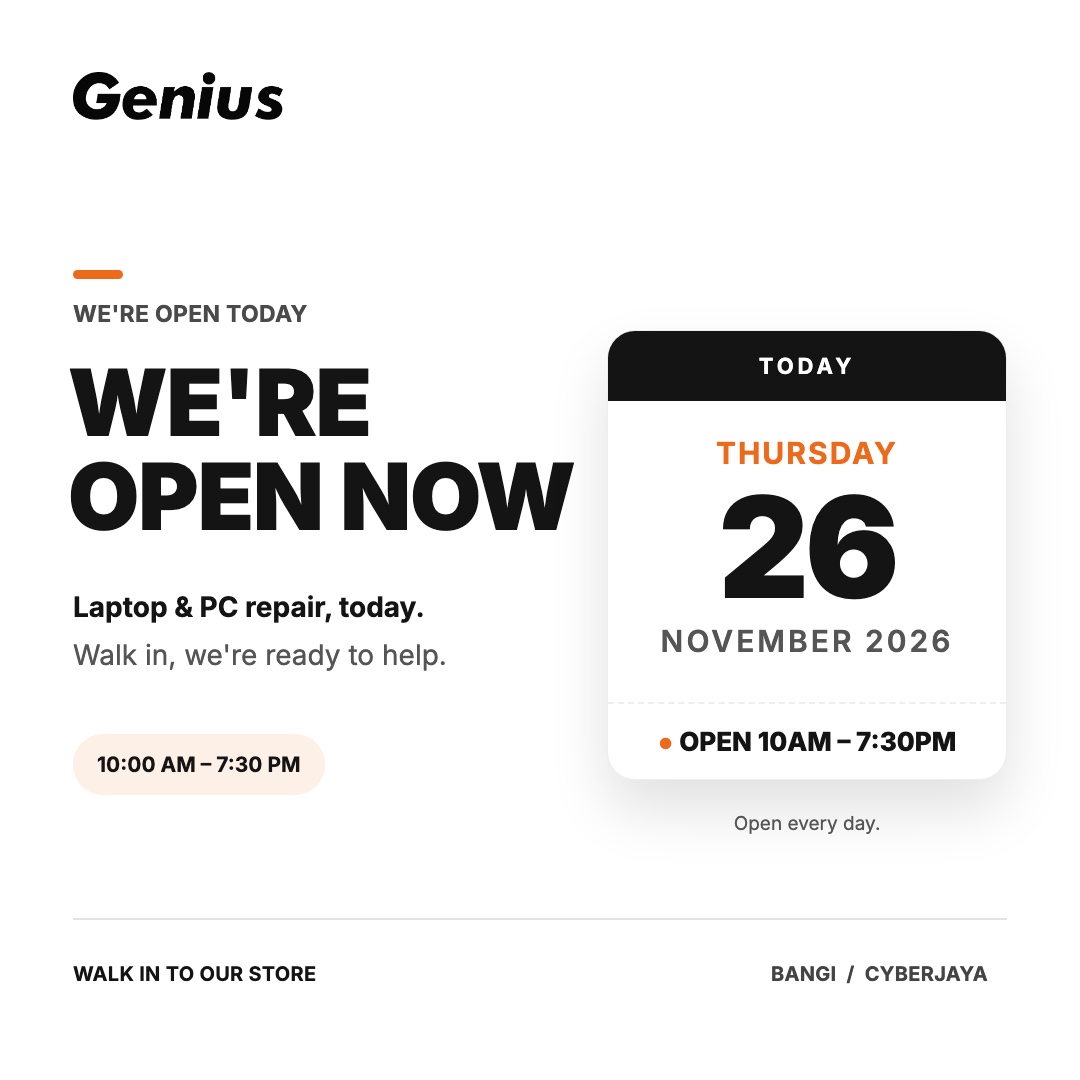 Genius
WE'RE OPEN TODAY
WE'RE
OPEN NOW
Laptop & PC repair, today.
Walk in, we're ready to help.
10:00 AM – 7:30 PM
TODAY
THURSDAY
26
NOVEMBER 2026
OPEN 10AM – 7:30PM
Open every day.
WALK IN TO OUR STORE
BANGI / CYBERJAYA